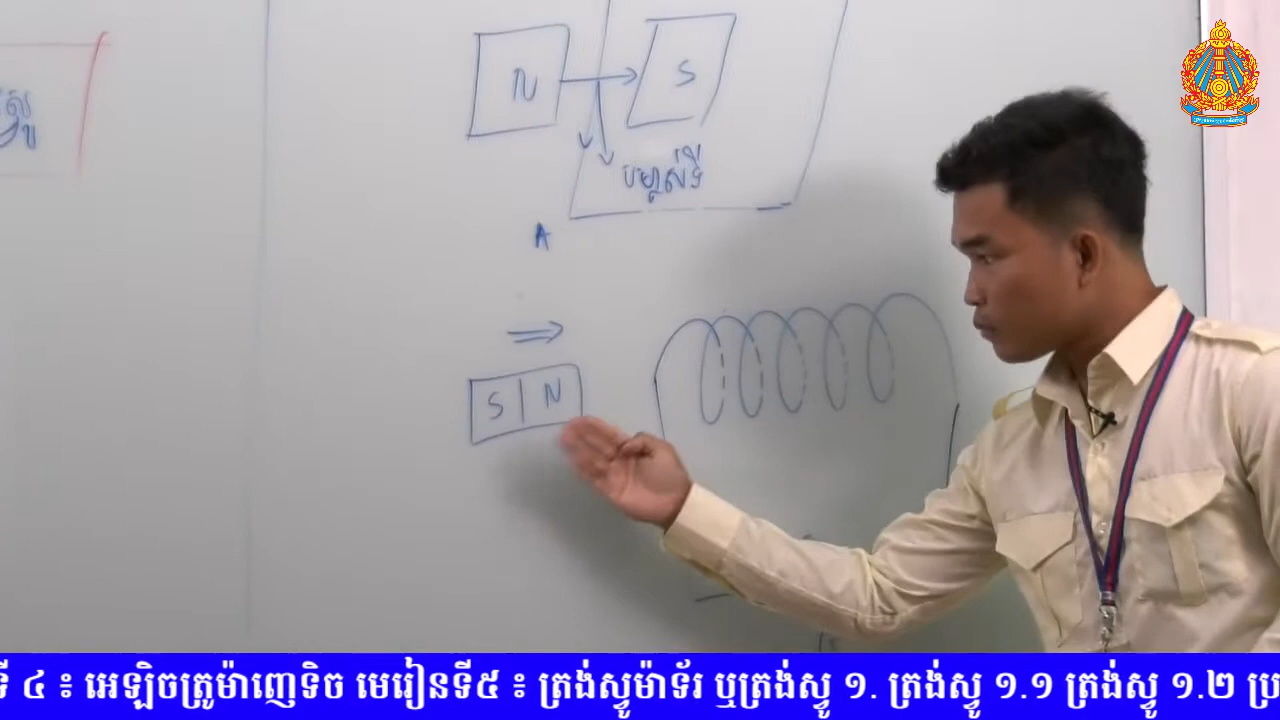 N
S
បម្លាស់ទី
A
S N
ទី ៤ ៖ អេឡិចត្រូម៉ាញេទិច មេរៀនទី៥ ៖ ត្រង់ស្វូម៉ាទ័រ ឬត្រង់ស្វូ ១. ត្រង់ស្វូ ១.១ ត្រង់ស្វូ ១.២ ប្រ